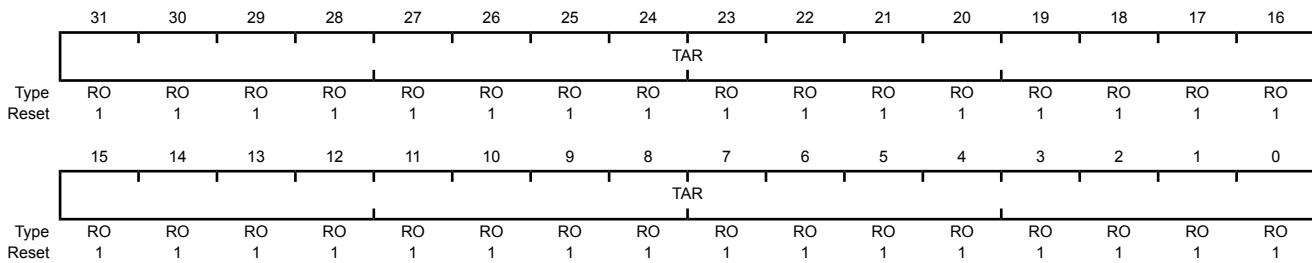 31 30 29 28 27 26 25 24 23 22 21 20 19 18 17 16
TAR
Type RO RO RO RO RO RO RO RO RO RO RO RO RO RO RO RO
Reset 1 1 1 1 1 1 1 1 1 1 1 1 1 1 1 1
15 14 13 12 11 10 9 8 7 6 5 4 3 2 1 0
TAR
Type RO RO RO RO RO RO RO RO RO RO RO RO RO RO RO RO
Reset 1 1 1 1 1 1 1 1 1 1 1 1 1 1 1 1